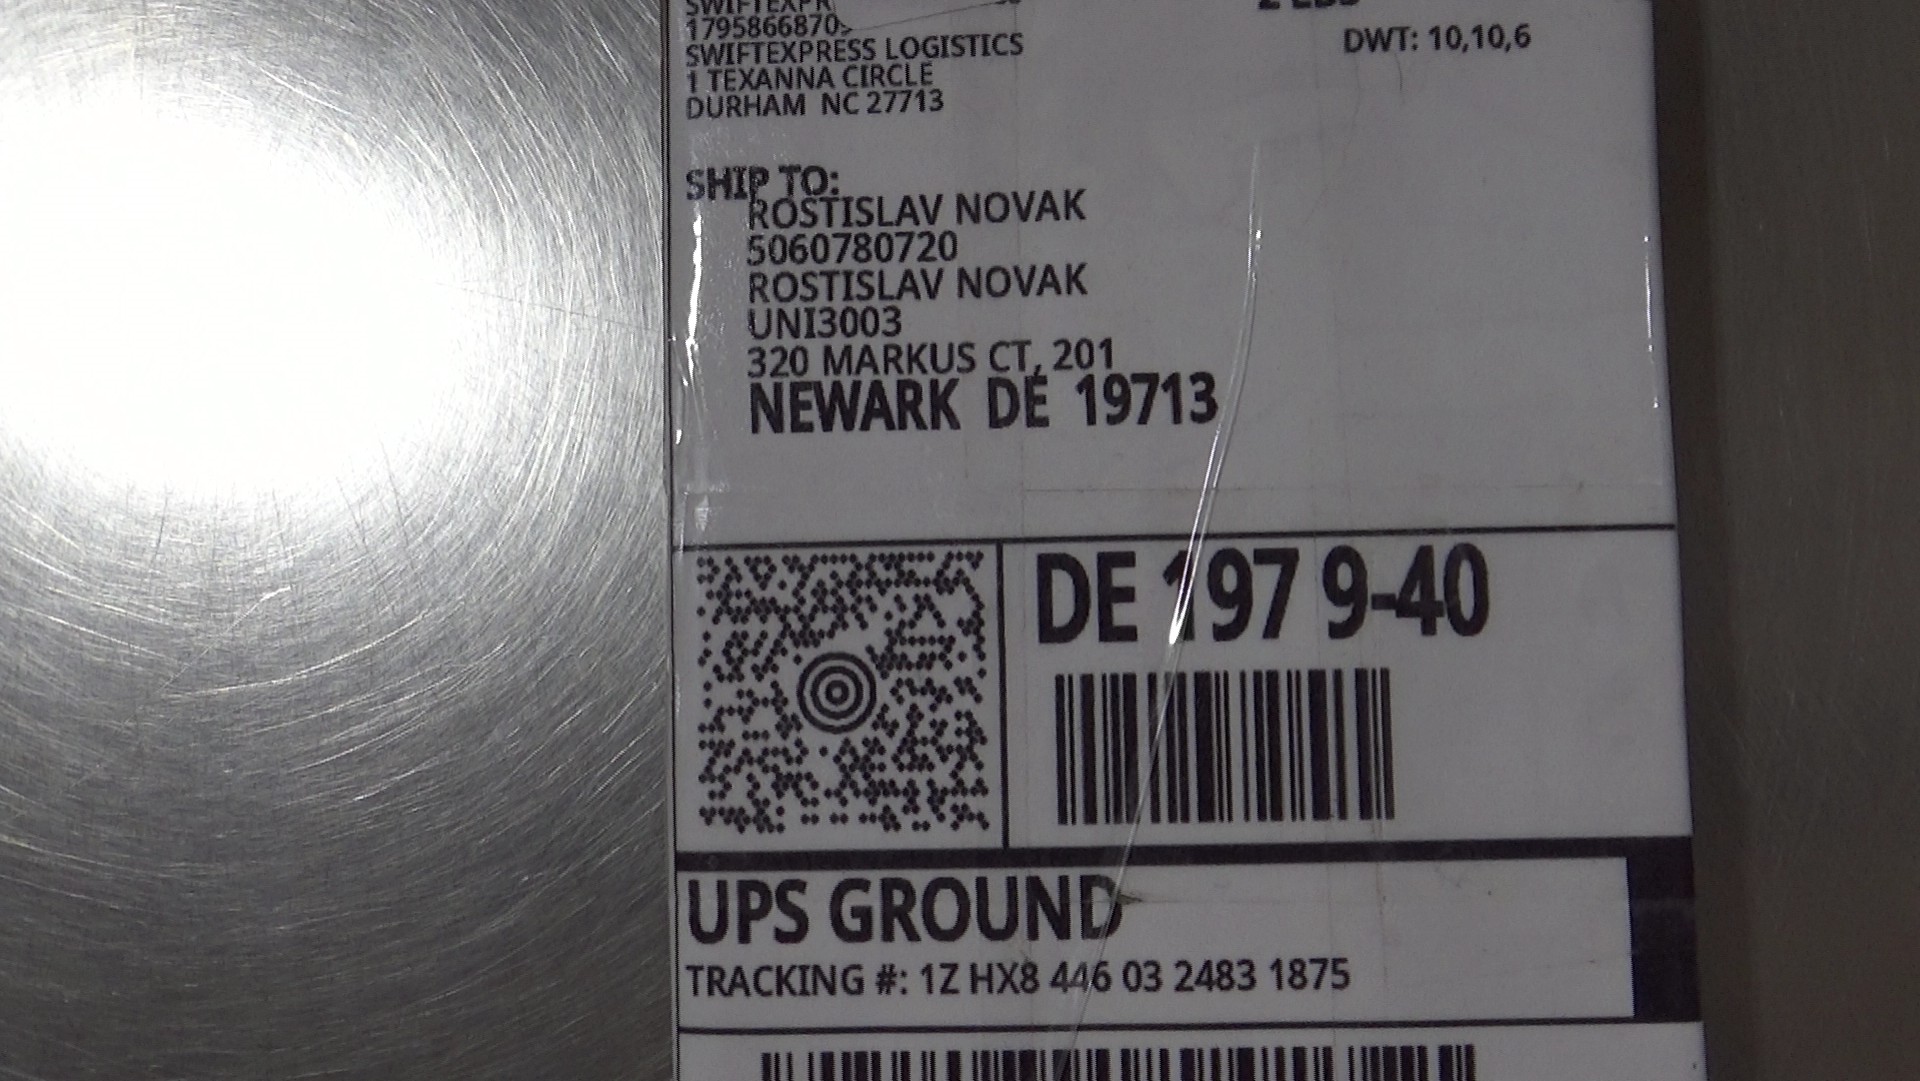 1795866870
SWIFTEXPRESS LOGISTICS
1 TEXANNA CIRCLE
DURHAM NC 27713
2 LBS
DWT: 10,10,6
SHIP TO:
ROSTISLAV NOVAK
5060780720
ROSTISLAV NOVAK
UNI3003
320 MARKUS CT, 201
NEWARK DE 19713
DE 197 9-40
UPS GROUND
TRACKING #: 1Z HX8 446 03 2483 1875